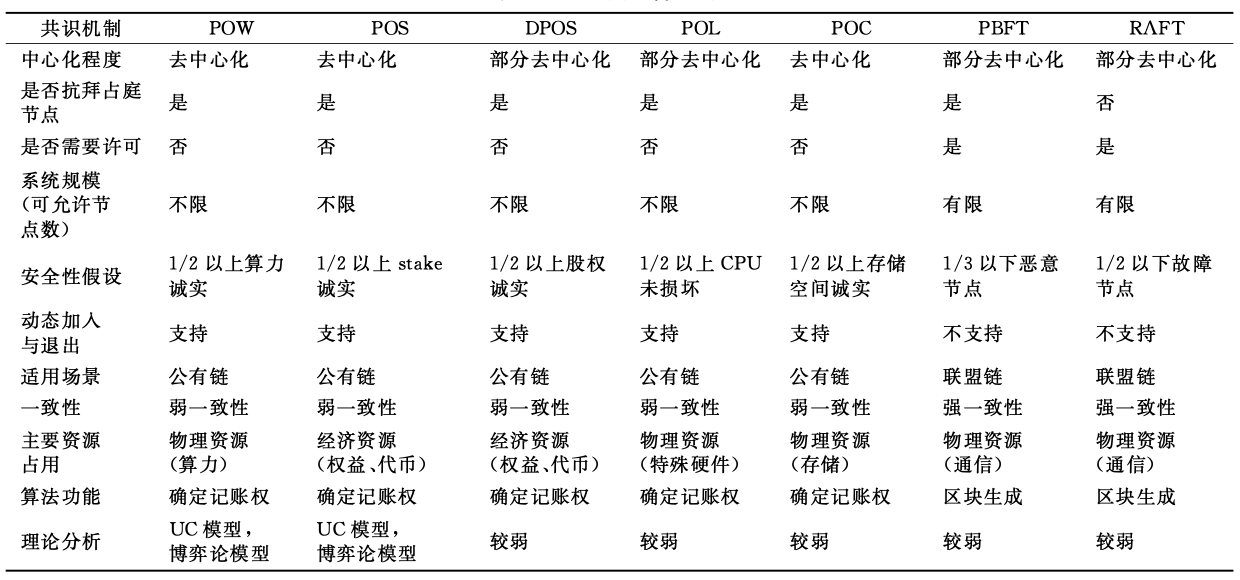 共识机制 POW POS DPOS POL POC PBFT RAFT
中心化程度 去中心化 去中心化 部分去中心化 部分去中心化 去中心化 部分去中心化 部分去中心化
是否抗拜占庭
节点 是 是 是 是 是 是 否
是否需要许可 否 否 否 否 否 是 是
系统规模
(可允许节 不限 不限 不限 不限 不限 有限 有限
点数)
安全性假设 1/2 以上算力 1/2 以上 stake 1/2 以上股权 1/2 以上 CPU 1/2 以上存储 1/3 以下恶意 1/2 以下故障
诚实 诚实 诚实 未损坏 空间诚实 节点 节点
动态加入
与退出 支持 支持 支持 支持 支持 不支持 不支持
适用场景 公有链 公有链 公有链 公有链 公有链 联盟链 联盟链
一致性 弱一致性 弱一致性 弱一致性 弱一致性 弱一致性 强一致性 强一致性
主要资源 物理资源 经济资源 经济资源 物理资源 物理资源 物理资源 物理资源
占用 (算力) (权益、代币) (权益、代币) (特殊硬件) (存储) (通信) (通信)
算法功能 确定记账权 确定记账权 确定记账权 确定记账权 确定记账权 区块生成 区块生成
理论分析 UC 模型, UC 模型, 较弱 较弱 较弱 较弱 较弱
博弈论模型 博弈论模型